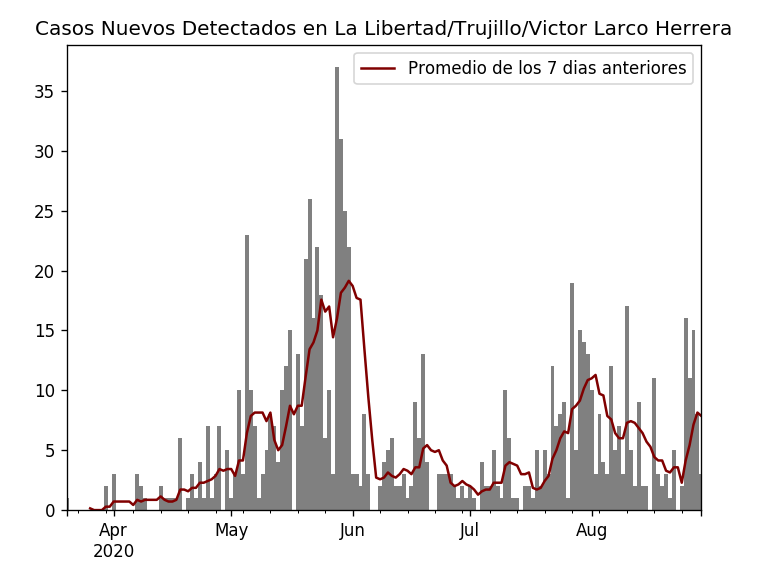 Casos Nuevos Detectados en La Libertad/Trujillo/Victor Larco Herrera
Promedio de los 7 dias anteriores
35
30
25
20
15
10
5
0
Apr
2020
May
Jun
Jul
Aug